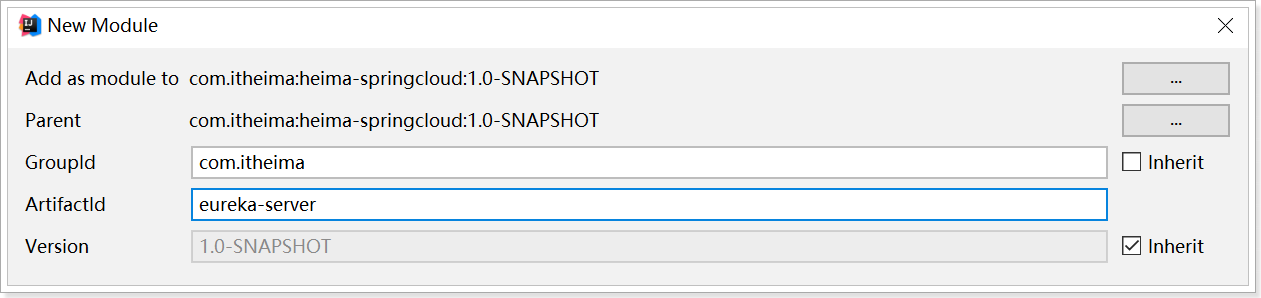 New Module
Add as module to com.itheima:heima-springcloud:1.0-SNAPSHOT ...
Parent com.itheima:heima-springcloud:1.0-SNAPSHOT ...
GroupId com.itheima Inherit
ArtifactId eureka-server
Version 1.0-SNAPSHOT Inherit